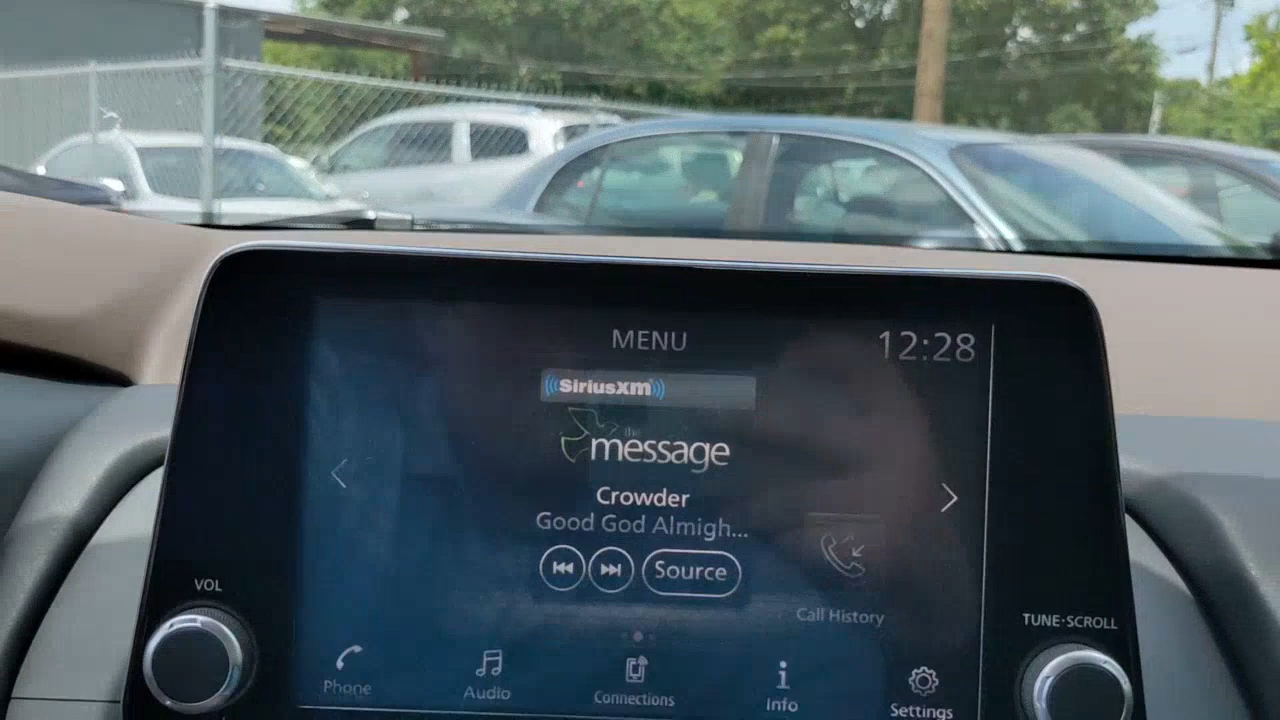 MENU
12:28
SiriusXm
the
message
Crowder
Good God Almigh...
Source
Call History
VOL
TUNE·SCROLL
Phone
Audio
Connections
Info
Settings